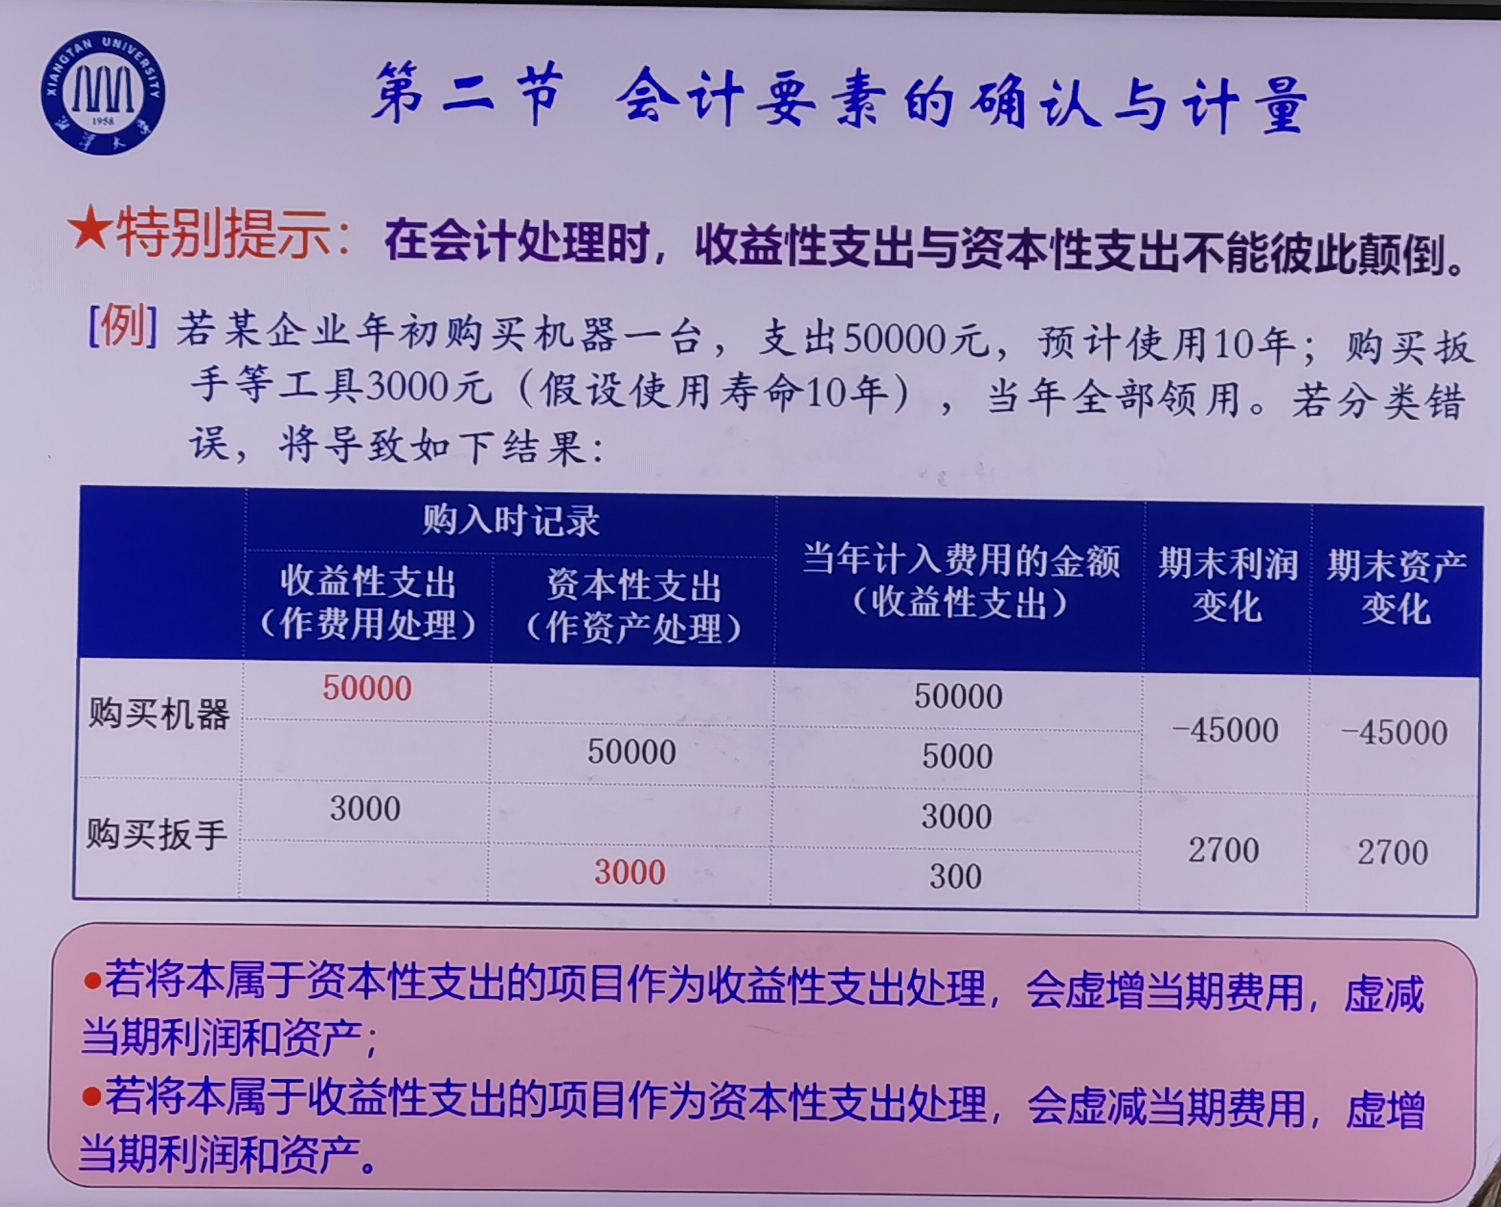 XIANGTAN UNIVERSITY
1958
湘潭大学
第二节 会计要素的确认与计量
★特别提示：在会计处理时，收益性支出与资本性支出不能彼此颠倒。
[例] 若某企业年初购买机器一台，支出50000元，预计使用10年；购买扳
手等工具3000元（假设使用寿命10年），当年全部领用。若分类错
误，将导致如下结果：
购入时记录
收益性支出
（作费用处理）
资本性支出
（作资产处理）
当年计入费用的金额
（收益性支出）
期末利润
变化
期末资产
变化
购买机器
50000
50000
50000
5000
-45000
-45000
购买扳手
3000
3000
3000
300
2700
2700
●若将本属于资本性支出的项目作为收益性支出处理，会虚增当期费用，虚减
当期利润和资产；
●若将本属于收益性支出的项目作为资本性支出处理，会虚减当期费用，虚增
当期利润和资产。